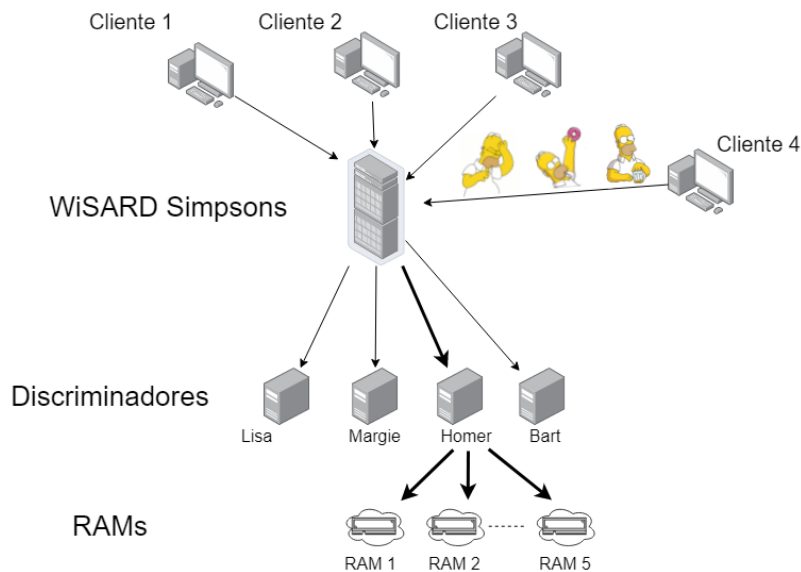 Cliente 1
Cliente 2
Cliente 3
Cliente 4
WiSARD Simpsons
Discriminadores
Lisa
Margie
Homer
Bart
RAMs
RAM 1
RAM 2
RAM 5